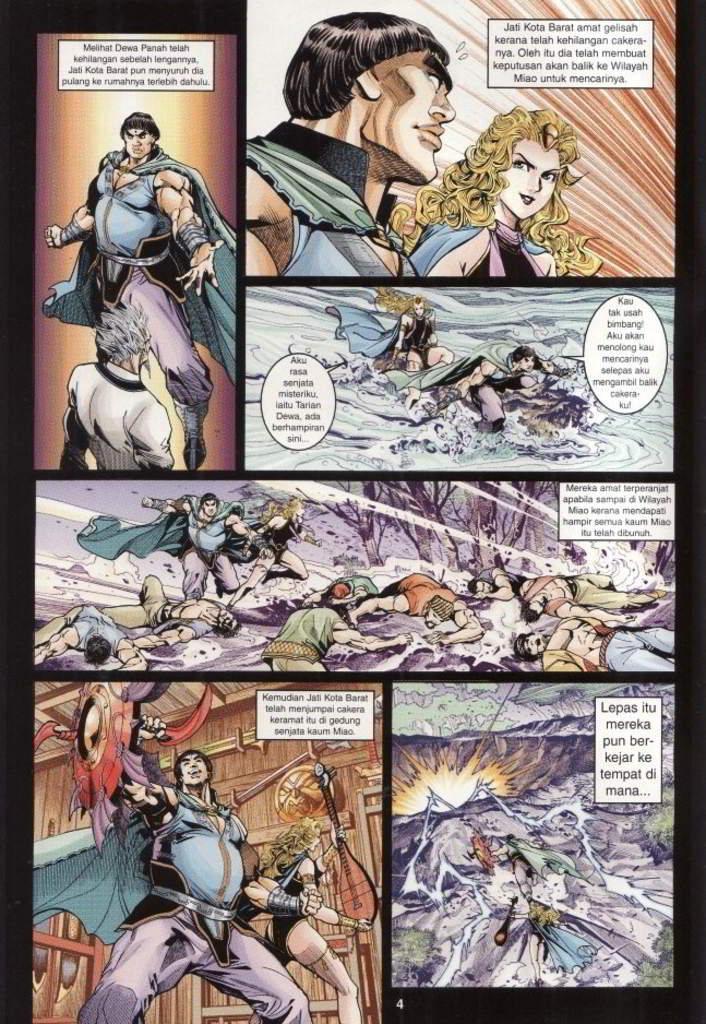 Melihat Dewa Panah telah
kehilangan sebelah lengannya,
Jati Kota Barat pun menyuruh dia
pulang ke rumahnya terlebih dahulu.
Jati Kota Barat amat gelisah
kerana telah kehilangan cakera-
nya. Oleh itu dia telah membuat
keputusan akan balik ke Wilayah
Miao untuk mencarinya.
Aku
rasa
senjata
misteriku,
iaitu Tarian
Dewa, ada
berhampiran
sini...
Kau
tak usah
bimbang!
Aku akan
menolong kau
mencarinya
selepas aku
mengambil balik
cakera-
ku!
Mereka amat terperanjat
apabila sampai di Wilayah
Miao kerana mendapati
hampir semua kaum Miao
itu telah dibunuh.
Kemudian Jati Kota Barat
telah menjumpai cakera
keramat itu di gedung
senjata kaum Miao.
Lepas itu
mereka
pun ber-
kejar ke
tempat di
mana...
4